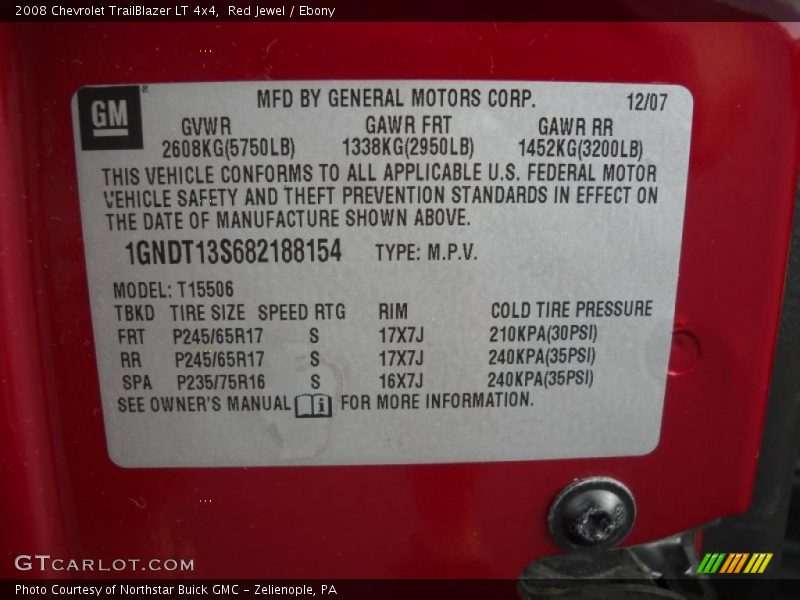 2008 Chevrolet TrailBlazer LT 4x4,  Red Jewel / Ebony
GM
MFD BY GENERAL MOTORS CORP. 12/07
GVWR GAWR FRT GAWR RR
2608KG(5750LB) 1338KG(2950LB) 1452KG(3200LB)
THIS VEHICLE CONFORMS TO ALL APPLICABLE U.S. FEDERAL MOTOR
VEHICLE SAFETY AND THEFT PREVENTION STANDARDS IN EFFECT ON
THE DATE OF MANUFACTURE SHOWN ABOVE.
1GNDT13S682188154 TYPE: M.P.V.
MODEL: T15506
TBKD TIRE SIZE SPEED RTG RIM COLD TIRE PRESSURE
FRT P245/65R17 S 17X7J 210KPA(30PSI)
RR P245/65R17 S 17X7J 240KPA(35PSI)
SPA P235/75R16 S 16X7J 240KPA(35PSI)
SEE OWNER'S MANUAL FOR MORE INFORMATION.
GTCARLOT.COM
Photo Courtesy of Northstar Buick GMC – Zelienople, PA